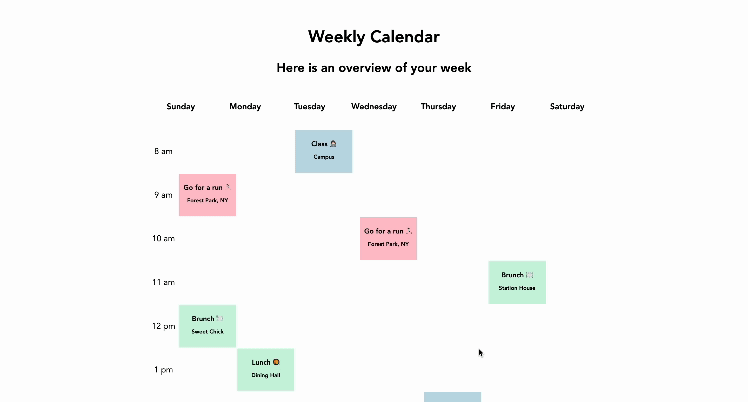 Weekly Calendar
Here is an overview of your week
Sunday Monday Tuesday Wednesday Thursday Friday Saturday
8 am
Class
Campus
9 am
Go for a run
Forest Park, NY
10 am
Go for a run
Forest Park, NY
11 am
Brunch
Station House
12 pm
Brunch
Sweet Chick
1 pm
Lunch
Dining Hall